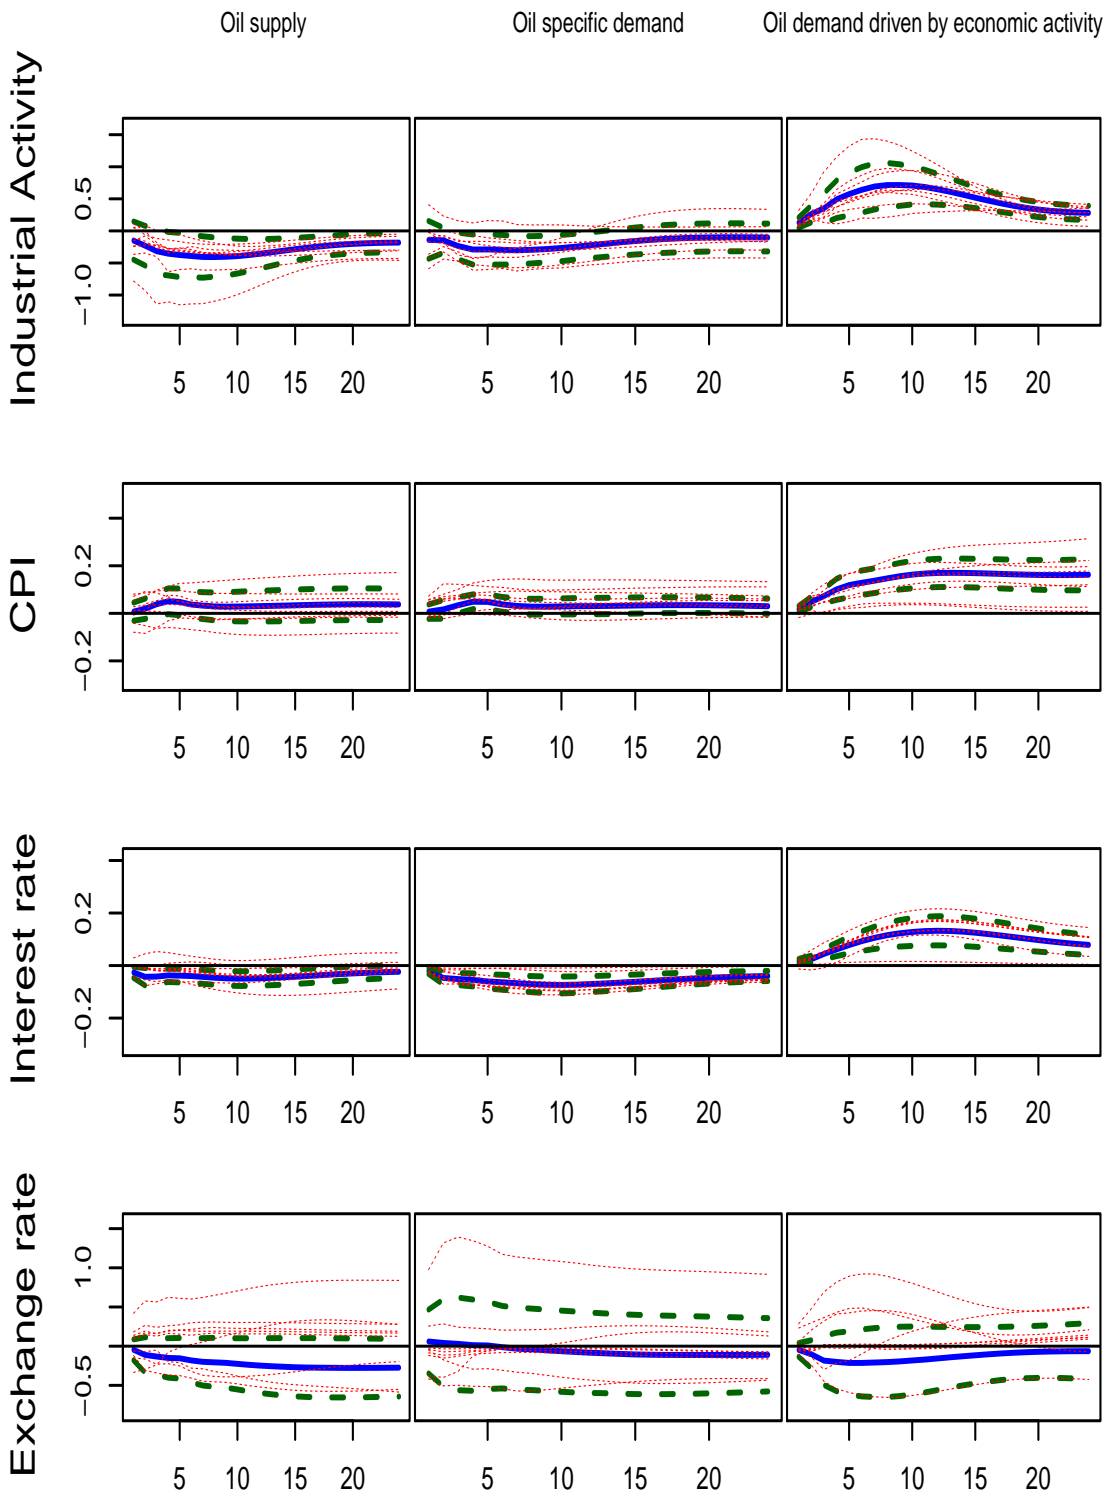 Oil supply Oil specific demand Oil demand driven by economic activity
Industrial Activity
0.5
−1.0
5 10 15 20 5 10 15 20 5 10 15 20
CPI
0.2
−0.2
5 10 15 20 5 10 15 20 5 10 15 20
Interest rate
0.2
−0.2
5 10 15 20 5 10 15 20 5 10 15 20
Exchange rate
1.0
−0.5
5 10 15 20 5 10 15 20 5 10 15 20